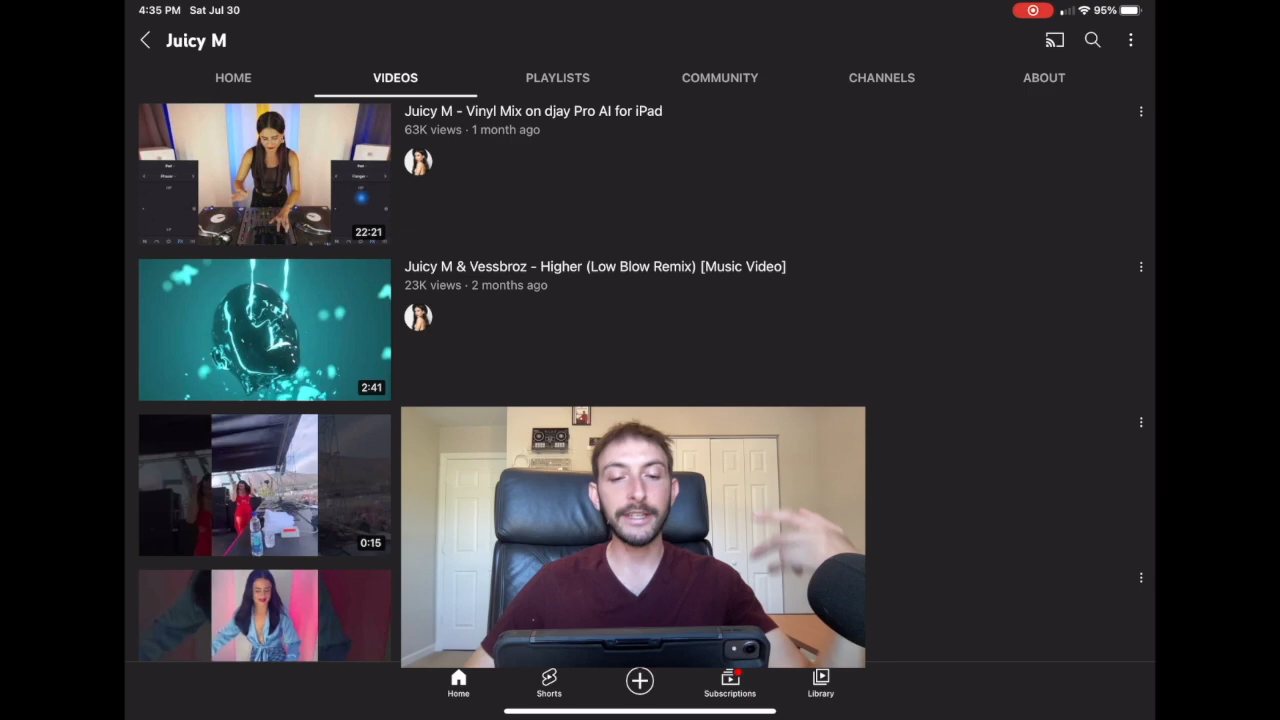 4:35 PM Sat Jul 30
95%
Juicy M
HOME VIDEOS PLAYLISTS COMMUNITY CHANNELS ABOUT
Juicy M - Vinyl Mix on djay Pro AI for iPad
63K views · 1 month ago
22:21
Juicy M & Vessbroz - Higher (Low Blow Remix) [Music Video]
23K views · 2 months ago
2:41
0:15
Home Shorts Subscriptions Library